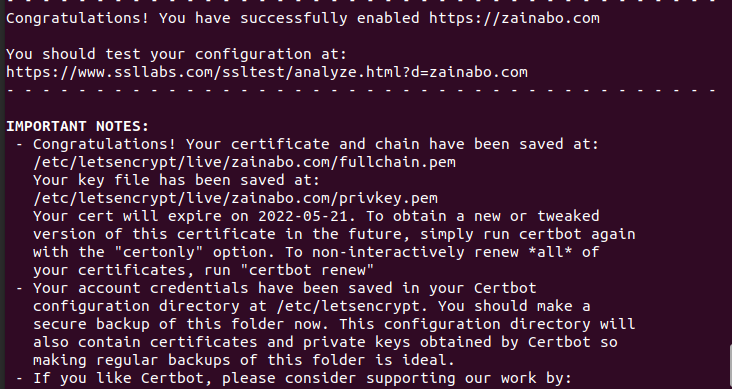 - - - - - - - - - - - - - - - - - - - - - - - - - - - - - - - - - - - - - - - -
Congratulations! You have successfully enabled https://zainabo.com
You should test your configuration at:
https://www.ssllabs.com/ssltest/analyze.html?d=zainabo.com
- - - - - - - - - - - - - - - - - - - - - - - - - - - - - - - - - - - - - - - -
IMPORTANT NOTES:
- Congratulations! Your certificate and chain have been saved at:
/etc/letsencrypt/live/zainabo.com/fullchain.pem
Your key file has been saved at:
/etc/letsencrypt/live/zainabo.com/privkey.pem
Your cert will expire on 2022-05-21. To obtain a new or tweaked
version of this certificate in the future, simply run certbot again
with the "certonly" option. To non-interactively renew *all* of
your certificates, run "certbot renew"
- Your account credentials have been saved in your Certbot
configuration directory at /etc/letsencrypt. You should make a
secure backup of this folder now. This configuration directory will
also contain certificates and private keys obtained by Certbot so
making regular backups of this folder is ideal.
- If you like Certbot, please consider supporting our work by: